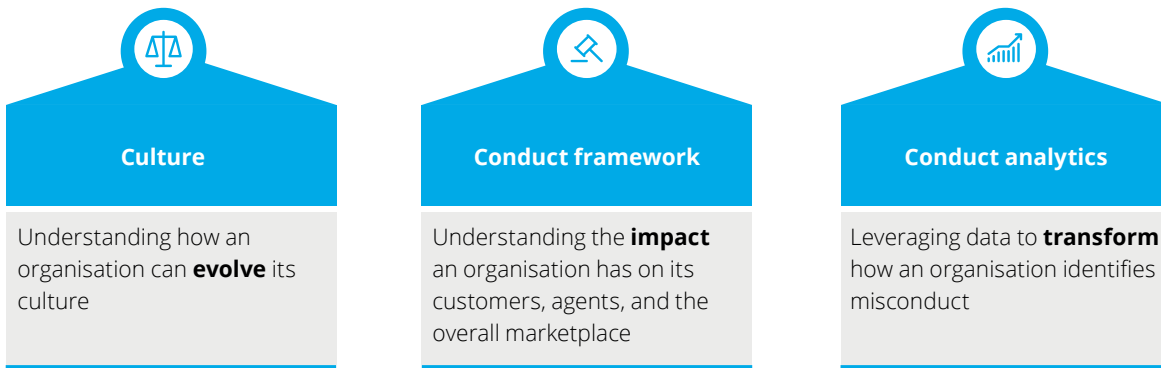 Culture
Understanding how an
organisation can evolve its
culture
Conduct framework
Understanding the impact
an organisation has on its
customers, agents, and the
overall marketplace
Conduct analytics
Leveraging data to transform
how an organisation identifies
misconduct